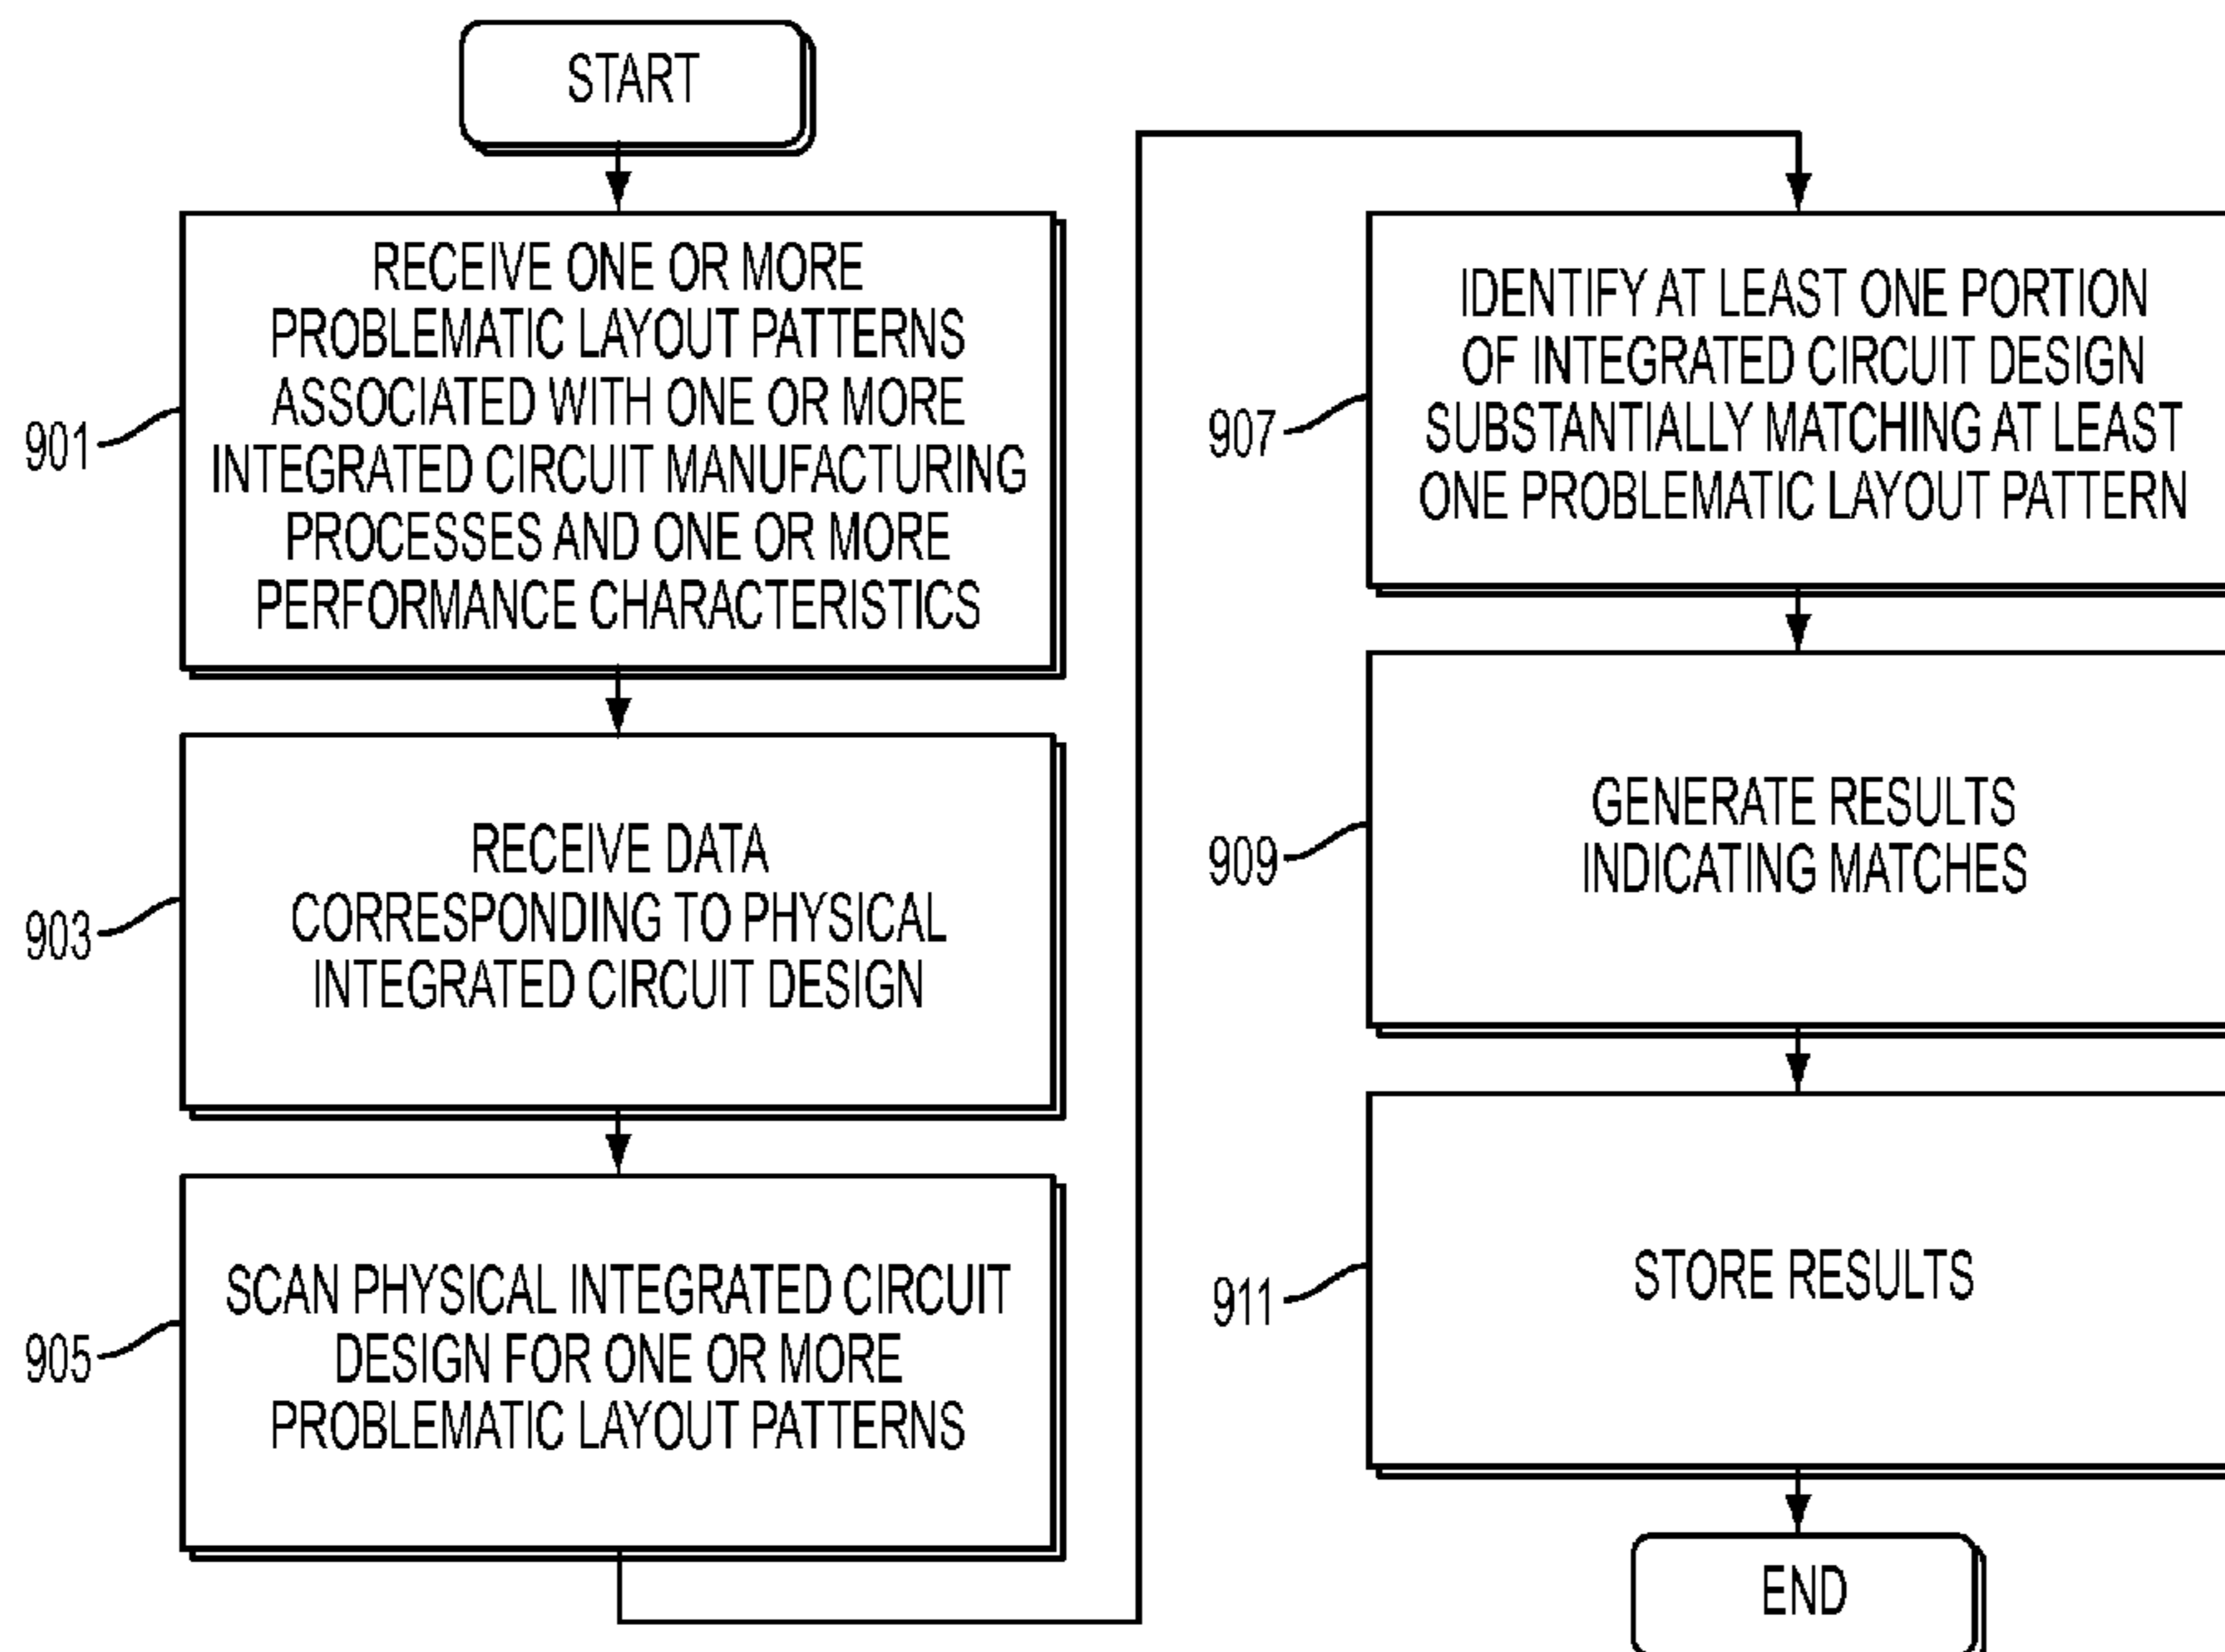 START
901
RECEIVE ONE OR MORE
PROBLEMATIC LAYOUT PATTERNS
ASSOCIATED WITH ONE OR MORE
INTEGRATED CIRCUIT MANUFACTURING
PROCESSES AND ONE OR MORE
PERFORMANCE CHARACTERISTICS
903
RECEIVE DATA
CORRESPONDING TO PHYSICAL
INTEGRATED CIRCUIT DESIGN
905
SCAN PHYSICAL INTEGRATED CIRCUIT
DESIGN FOR ONE OR MORE
PROBLEMATIC LAYOUT PATTERNS
907
IDENTIFY AT LEAST ONE PORTION
OF INTEGRATED CIRCUIT DESIGN
SUBSTANTIALLY MATCHING AT LEAST
ONE PROBLEMATIC LAYOUT PATTERN
909
GENERATE RESULTS
INDICATING MATCHES
911
STORE RESULTS
END